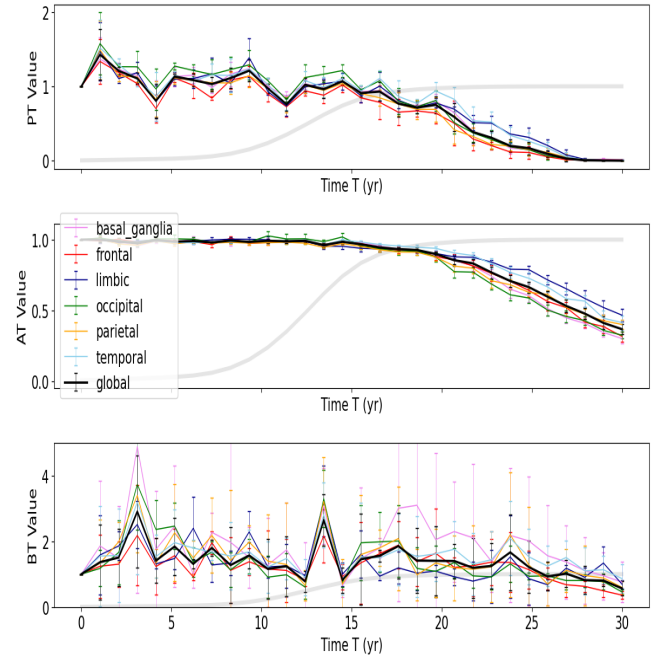 2
1
0
PT Value
Time T (yr)
1.0
0.5
0.0
AT Value
basal_ganglia
frontal
limbic
occipital
parietal
temporal
global
Time T (yr)
4
2
0
BT Value
0 5 10 15 20 25 30
Time T (yr)